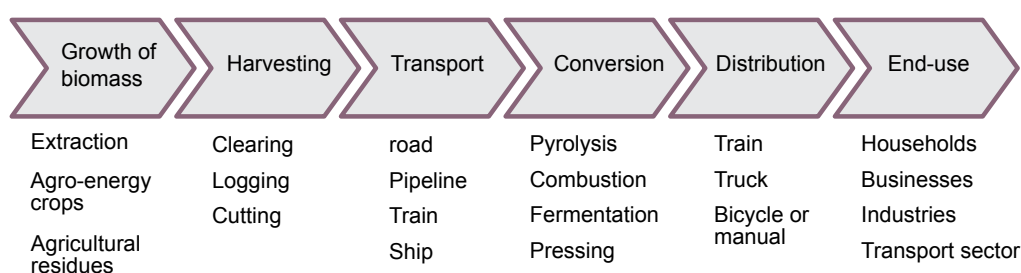 Growth of
biomass
Harvesting
Transport
Conversion
Distribution
End-use
Extraction
Agro-energy
crops
Agricultural
residues
Clearing
Logging
Cutting
road
Pipeline
Train
Ship
Pyrolysis
Combustion
Fermentation
Pressing
Train
Truck
Bicycle or
manual
Households
Businesses
Industries
Transport sector